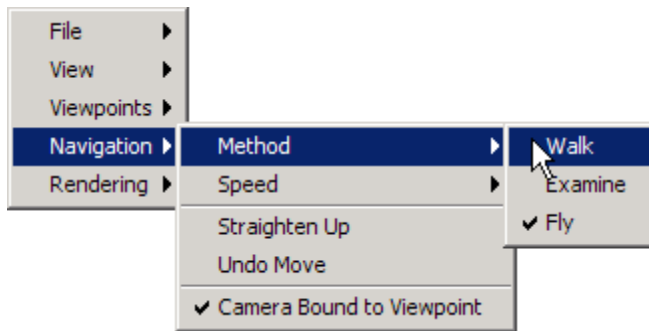 File
View
Viewpoints
Navigation
Rendering
Method
Speed
Straighten Up
Undo Move
Camera Bound to Viewpoint
Walk
Examine
Fly